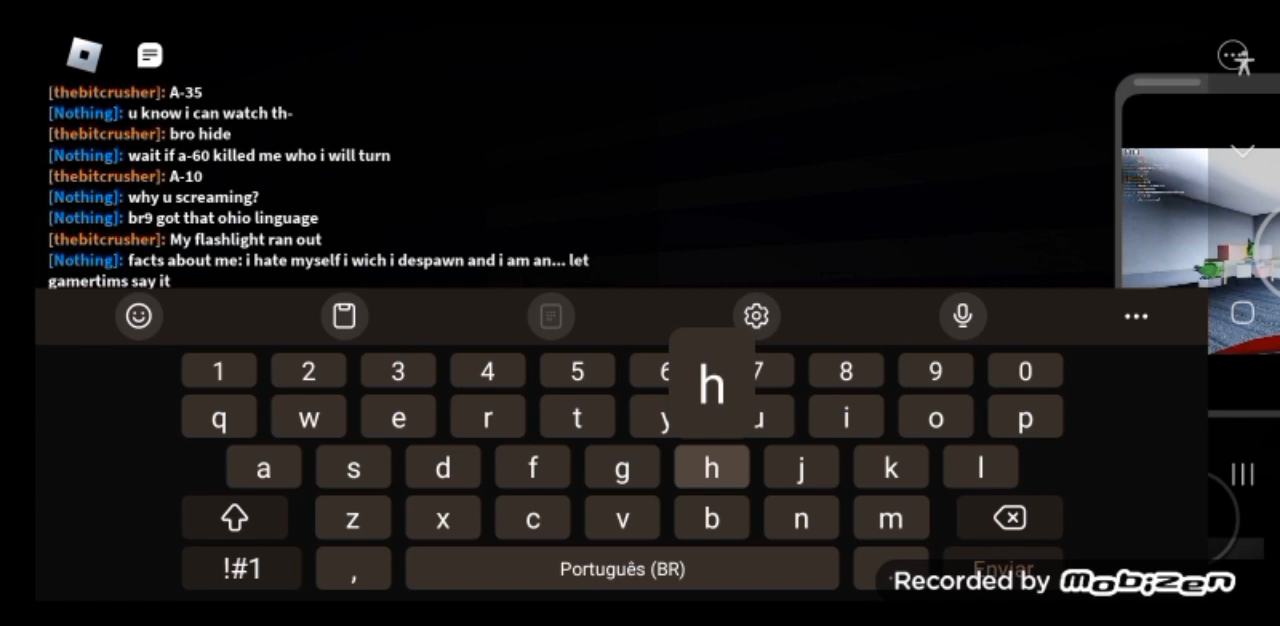 [thebitcrusher]: A-35
[Nothing]: u know i can watch th-
[thebitcrusher]: bro hide
[Nothing]: wait if a-60 killed me who i will turn
[thebitcrusher]: A-10
[Nothing]: why u screaming?
[Nothing]: br9 got that ohio linguage
[thebitcrusher]: My flashlight ran out
[Nothing]: facts about me: i hate myself i wich i despawn and i am an... let
gamertims say it
1 2 3 4 5 6 7 8 9 0
h
q w e r t y u i o p
a s d f g h j k l
z x c v b n m
!#1 , Português (BR) . Enviar
Recorded by mobizen